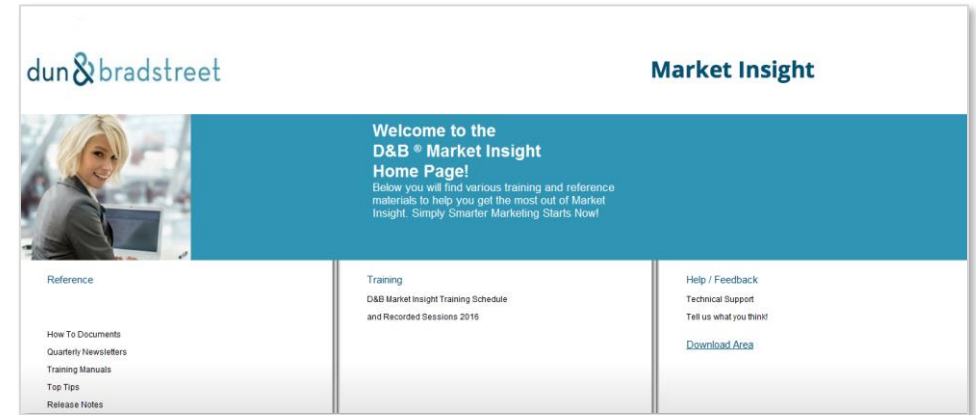 dun&bradstreet
Market Insight
Welcome to the
D&B ® Market Insight
Home Page!
Below you will find various training and reference
materials to help you get the most out of Market
Insight. Simply Smarter Marketing Starts Now!
Reference
How To Documents
Quarterly Newsletters
Training Manuals
Top Tips
Release Notes
Training
D&B Market Insight Training Schedule
and Recorded Sessions 2016
Help / Feedback
Technical Support
Tell us what you think!
Download Area